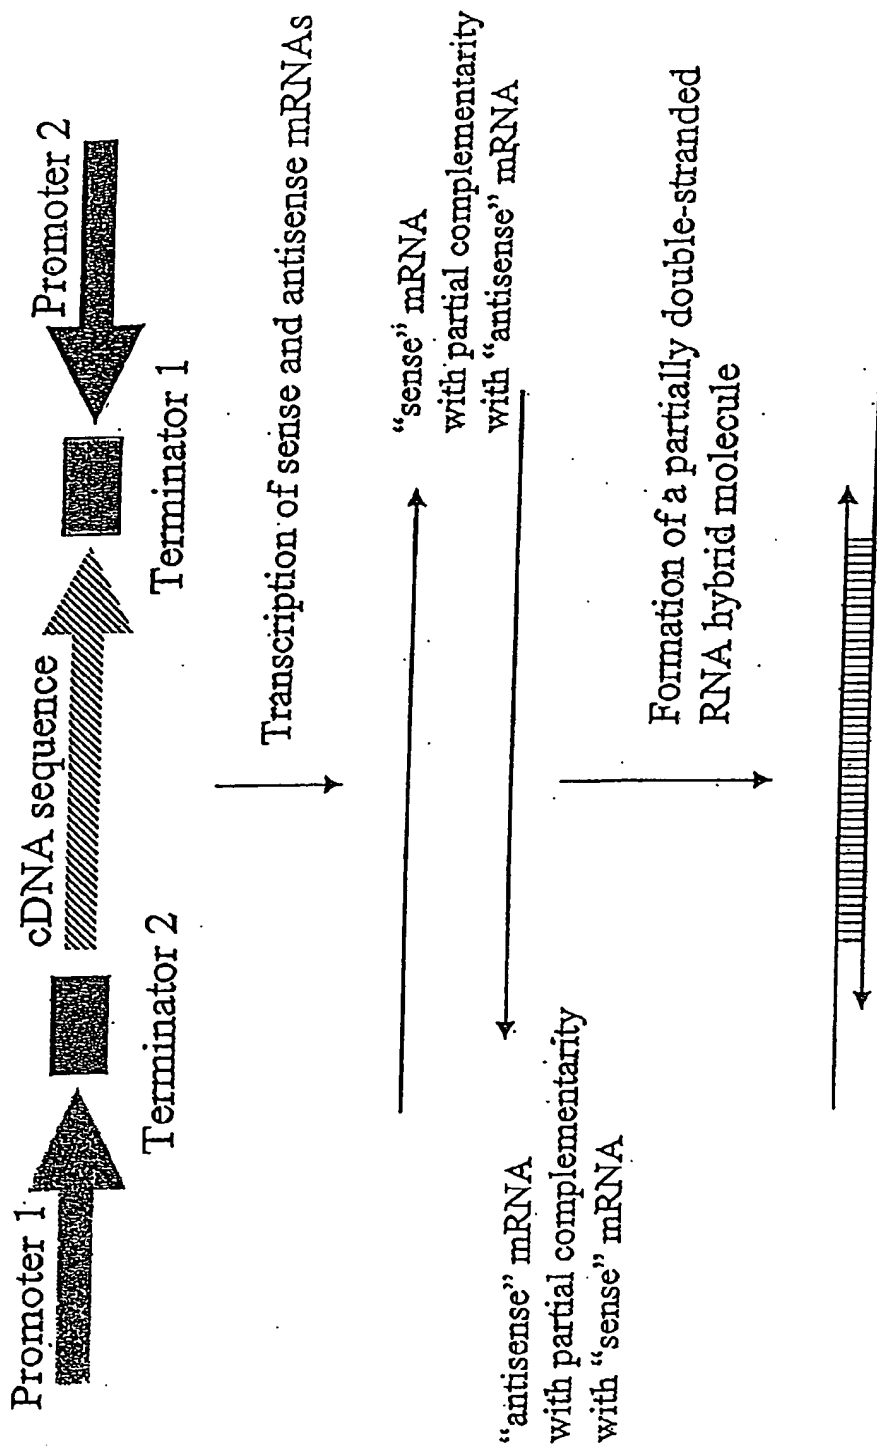 Promoter 1
cDNA sequence
Promoter 2
Terminator 2
Terminator 1
Transcription of sense and antisense mRNAs
“sense” mRNA
with partial complementarity
with “antisense” mRNA
“antisense” mRNA
with partial complementarity
with “sense” mRNA
Formation of a partially double-stranded
RNA hybrid molecule